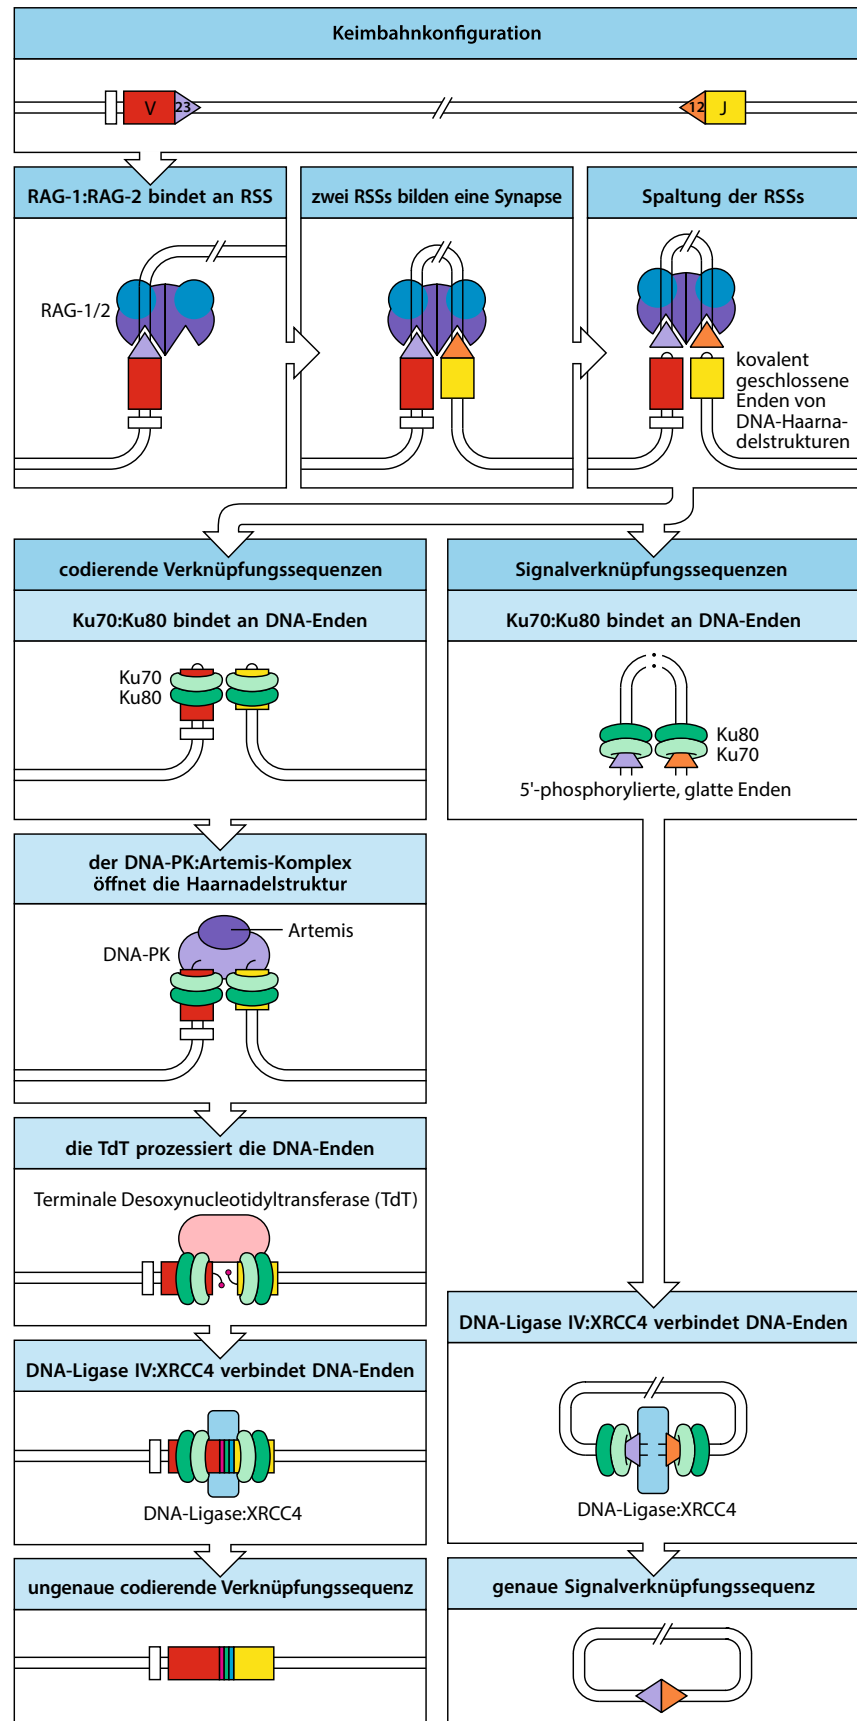 Keimbahnkonfiguration
V
23
12
J
RAG-1:RAG-2 bindet an RSS
zwei RSSs bilden eine Synapse
Spaltung der RSSs
RAG-1/2
kovalent
geschlossene
Enden von
DNA-Haarna-
delstrukturen
codierende Verknüpfungssequenzen
Ku70:Ku80 bindet an DNA-Enden
Ku70
Ku80
Signalverknüpfungssequenzen
Ku70:Ku80 bindet an DNA-Enden
Ku80
Ku70
5'-phosphorylierte, glatte Enden
der DNA-PK:Artemis-Komplex
öffnet die Haarnadelstruktur
Artemis
DNA-PK
die TdT prozessiert die DNA-Enden
Terminale Desoxynucleotidyltransferase (TdT)
DNA-Ligase IV:XRCC4 verbindet DNA-Enden
DNA-Ligase:XRCC4
DNA-Ligase IV:XRCC4 verbindet DNA-Enden
DNA-Ligase:XRCC4
ungenaue codierende Verknüpfungssequenz
genaue Signalverknüpfungssequenz